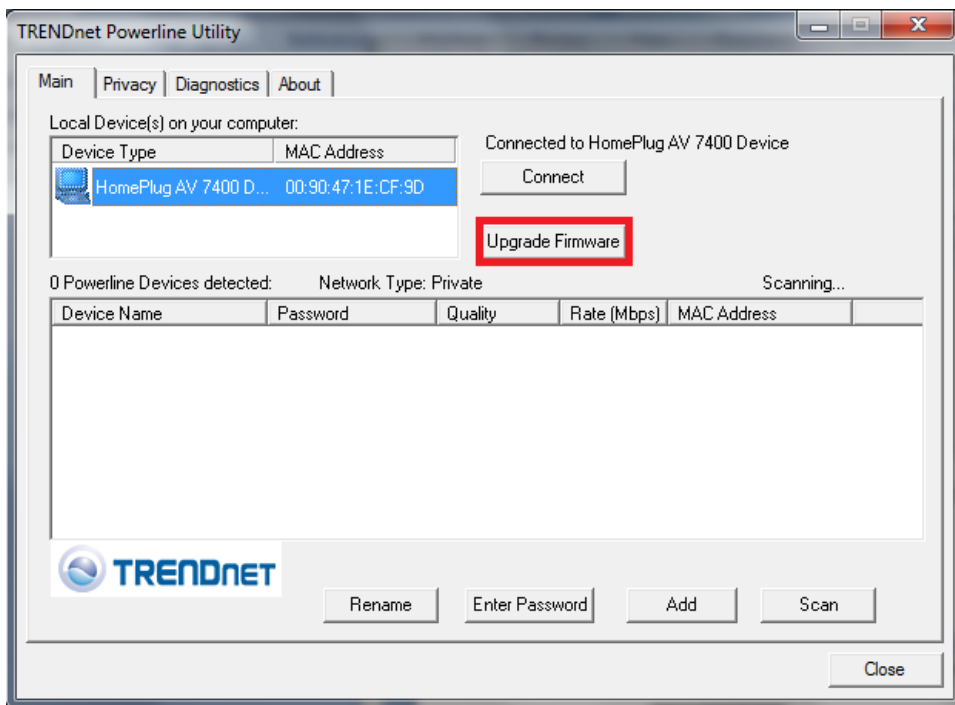 TRENDnet Powerline Utility
Main Privacy Diagnostics About
Local Device(s) on your computer:
Device Type MAC Address
HomePlug AV 7400 D... 00:90:47:1E:CF:9D
Connected to HomePlug AV 7400 Device
Connect
Upgrade Firmware
0 Powerline Devices detected: Network Type: Private Scanning...
Device Name Password Quality Rate (Mbps) MAC Address
TRENDNET
Rename Enter Password Add Scan
Close